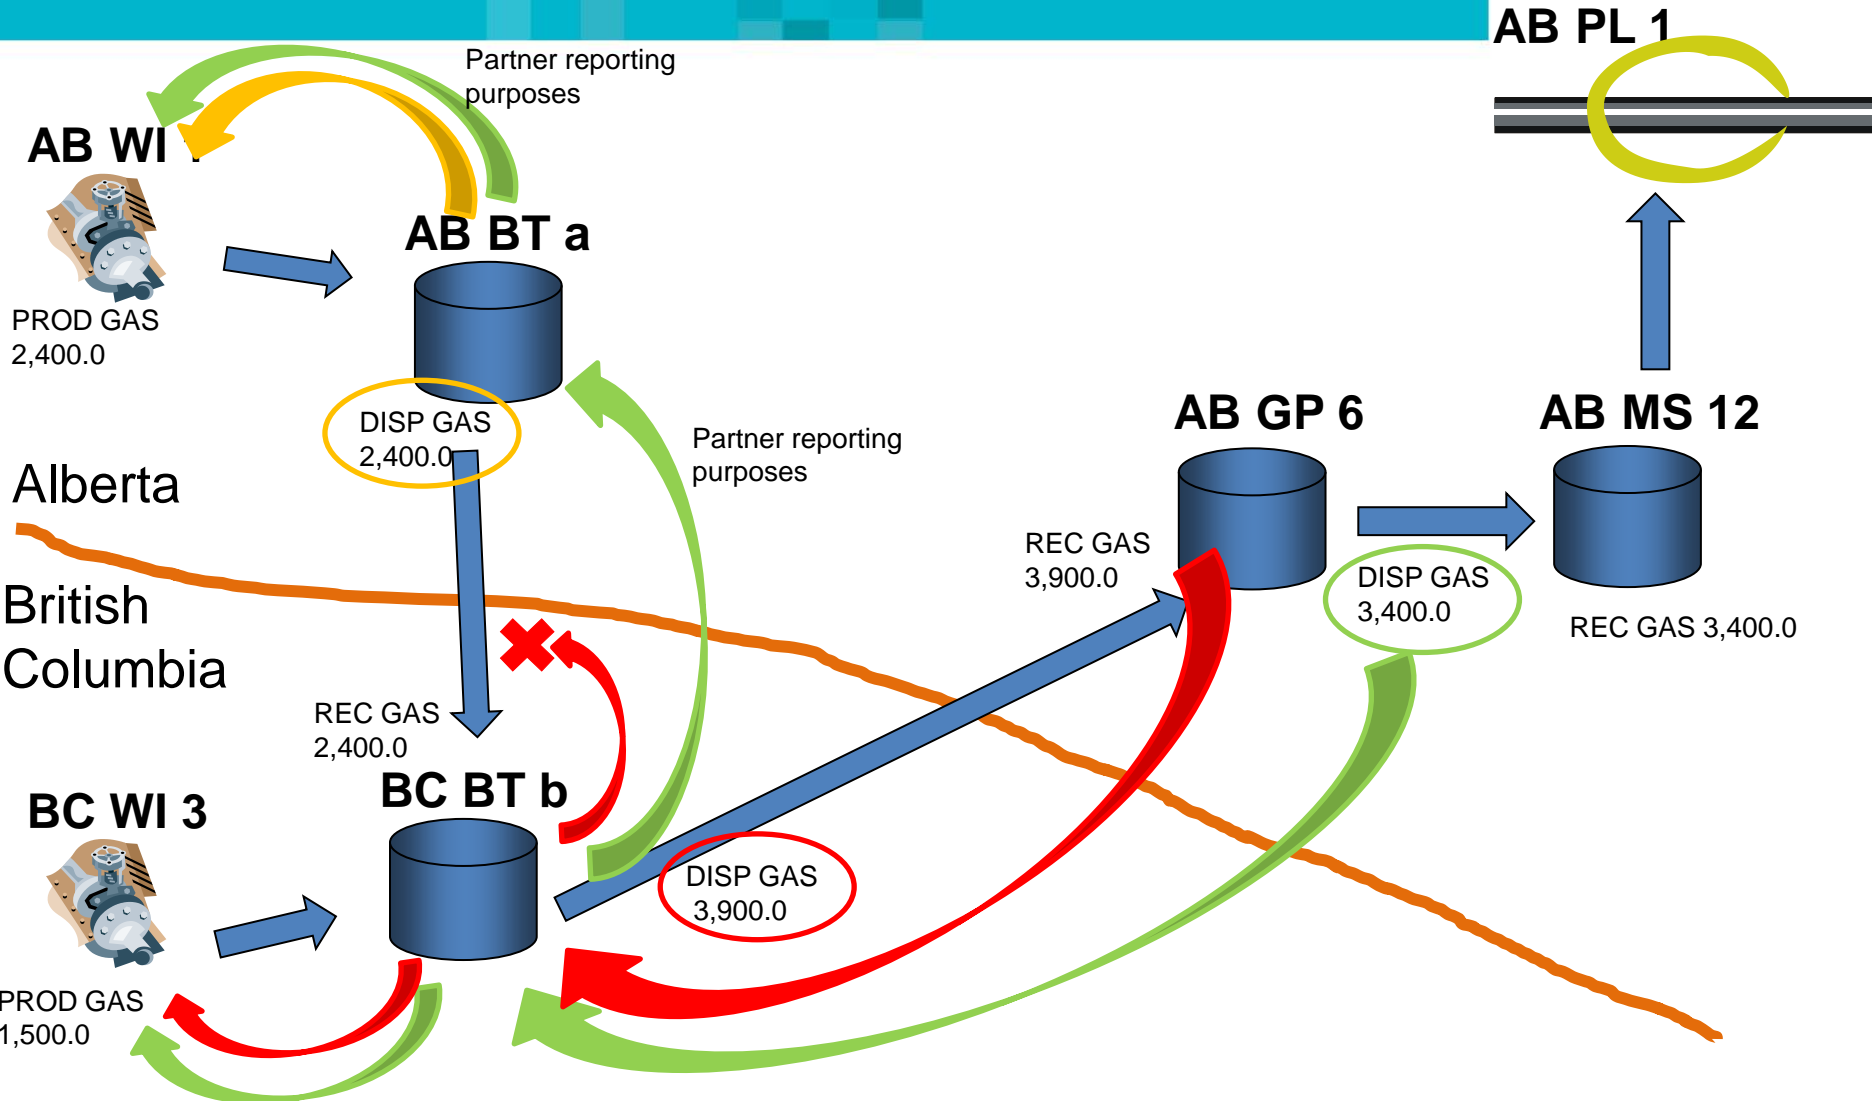 AB PL 1
Partner reporting
purposes
AB WI 1
AB BT a
PROD GAS
2,400.0
DISP GAS
2,400.0
Partner reporting
purposes
AB GP 6
AB MS 12
Alberta
REC GAS
3,900.0
DISP GAS
3,400.0
REC GAS 3,400.0
British
Columbia
REC GAS
2,400.0
BC BT b
BC WI 3
DISP GAS
3,900.0
PROD GAS
1,500.0